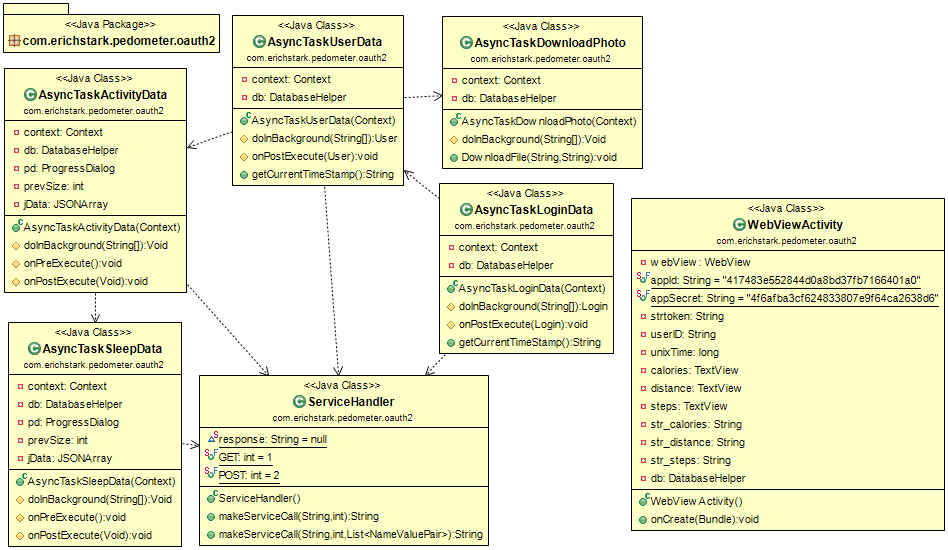 <<Java Package>>
com.erichstark.pedometer.oauth2
<<Java Class>>
AsyncTaskUserData
com.erichstark.pedometer.oauth2
context: Context
db: DatabaseHelper
AsyncTaskUserData(Context)
doInBackground(String[]):User
onPostExecute(User):void
getCurrentTimeStamp():String
<<Java Class>>
AsyncTaskDownloadPhoto
com.erichstark.pedometer.oauth2
context: Context
db: DatabaseHelper
AsyncTaskDownloadPhoto(Context)
doInBackground(String[]):Void
DownloadFile(String,String):void
<<Java Class>>
AsyncTaskActivityData
com.erichstark.pedometer.oauth2
context: Context
db: DatabaseHelper
pd: ProgressDialog
prevSize: int
jData: JSONArray
AsyncTaskActivityData(Context)
doInBackground(String[]):Void
onPreExecute():void
onPostExecute(Void):void
<<Java Class>>
AsyncTaskLoginData
com.erichstark.pedometer.oauth2
context: Context
db: DatabaseHelper
AsyncTaskLoginData(Context)
doInBackground(String[]):Login
onPostExecute(Login):void
getCurrentTimeStamp():String
<<Java Class>>
WebViewActivity
com.erichstark.pedometer.oauth2
webView: WebView
appId: String = "417483e552844d0a8bd37fb7166401a0"
appSecret: String = "4f6afba3cf624833807e9f64ca2638d6"
strtoken: String
userID: String
unixTime: long
calories: TextView
distance: TextView
steps: TextView
str_calories: String
str_distance: String
str_steps: String
db: DatabaseHelper
WebViewActivity()
onCreate(Bundle):void
<<Java Class>>
AsyncTaskSleepData
com.erichstark.pedometer.oauth2
context: Context
db: DatabaseHelper
pd: ProgressDialog
prevSize: int
jData: JSONArray
AsyncTaskSleepData(Context)
doInBackground(String[]):Void
onPreExecute():void
onPostExecute(Void):void
<<Java Class>>
ServiceHandler
com.erichstark.pedometer.oauth2
response: String = null
GET: int = 1
POST: int = 2
ServiceHandler()
makeServiceCall(String,int):String
makeServiceCall(String,int,List<NameValuePair>):String